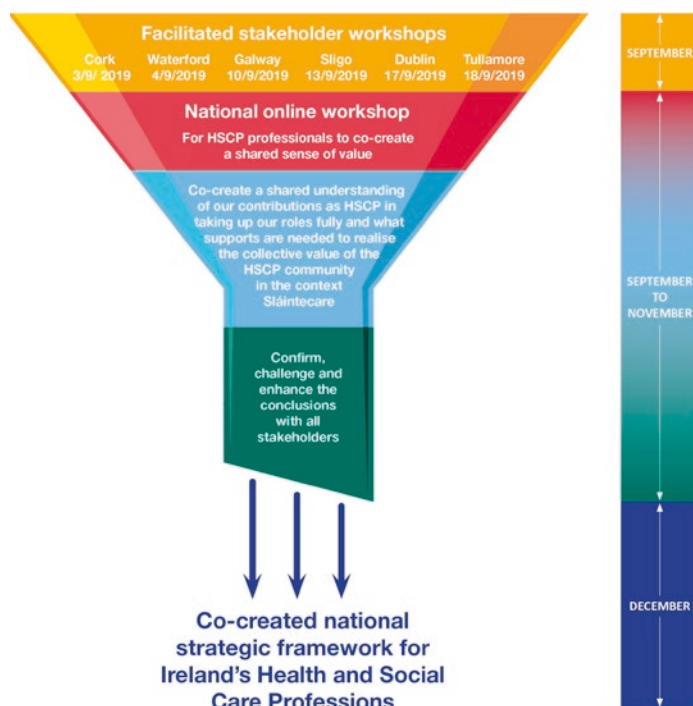 Facilitated stakeholder workshops
Cork Waterford Galway Sligo Dublin Tullamore
3/9/ 2019 4/9/2019 10/9/2019 13/9/2019 17/9/2019 18/9/2019
National online workshop
For HSCP professionals to co-create
a shared sense of value
Co-create a shared understanding
of our contributions as HSCP in
taking up our roles fully and what
supports are needed to realise
the collective value of the
HSCP community
in the context
Sláintecare
Confirm,
challenge and
enhance the
conclusions
with all
stakeholders
Co-created national
strategic framework for
Ireland's Health and Social
Care Professions
SEPTEMBER
SEPTEMBER
TO
NOVEMBER
DECEMBER